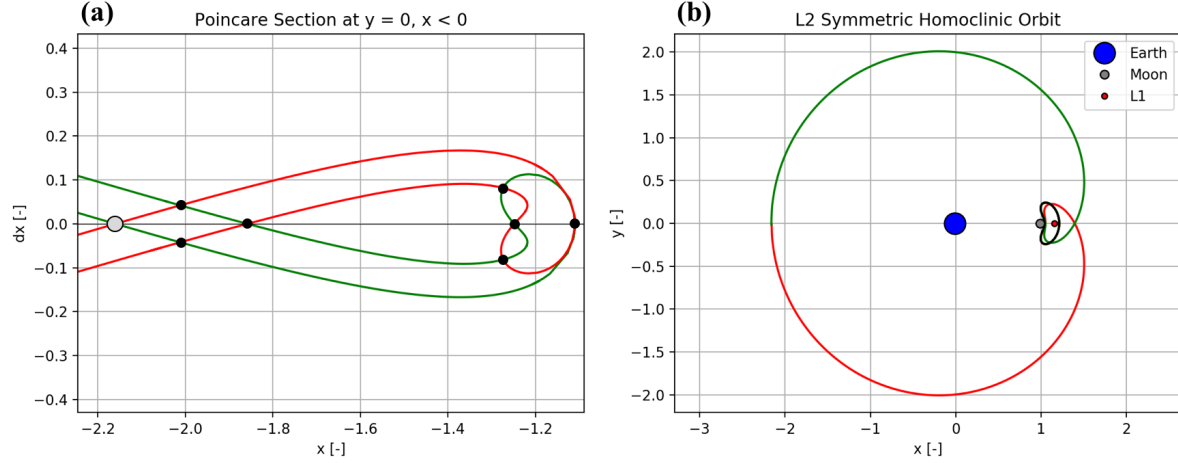 (a)
Poincare Section at y = 0, x < 0
0.4
0.3
0.2
0.1
0.0
−0.1
−0.2
−0.3
−0.4
dx [-]
−2.2
−2.0
−1.8
−1.6
−1.4
−1.2
x [-]
(b)
L2 Symmetric Homoclinic Orbit
Earth
Moon
L1
2.0
1.5
1.0
0.5
0.0
−0.5
−1.0
−1.5
−2.0
y [-]
−3
−2
−1
0
1
2
x [-]